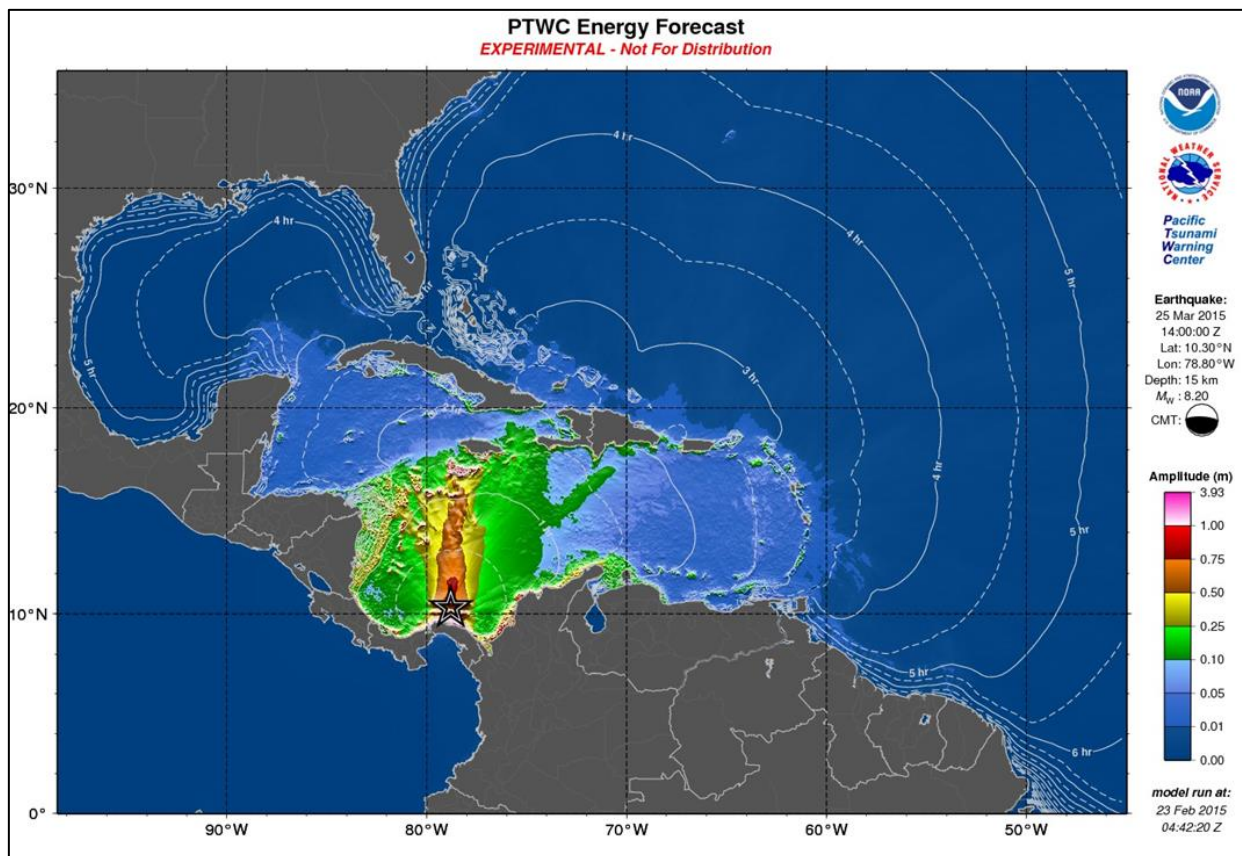 PTWC Energy Forecast
EXPERIMENTAL - Not For Distribution
NOAA
NATIONAL WEATHER SERVICE
Pacific
Tsunami
Warning
Center
Earthquake:
25 Mar 2015
14:00:00 Z
Lat: 10.30°N
Lon: 78.80°W
Depth: 15 km
Mw : 8.20
CMT:
Amplitude (m)
3.93
1.00
0.75
0.50
0.25
0.10
0.05
0.01
0.00
model run at:
23 Feb 2015
04:42:20 Z
30°N
20°N
10°N
0°
90°W
80°W
70°W
60°W
50°W
4 hr
4 hr
4 hr
5 hr
5 hr
3 hr
4 hr
5 hr
5 hr
6 hr